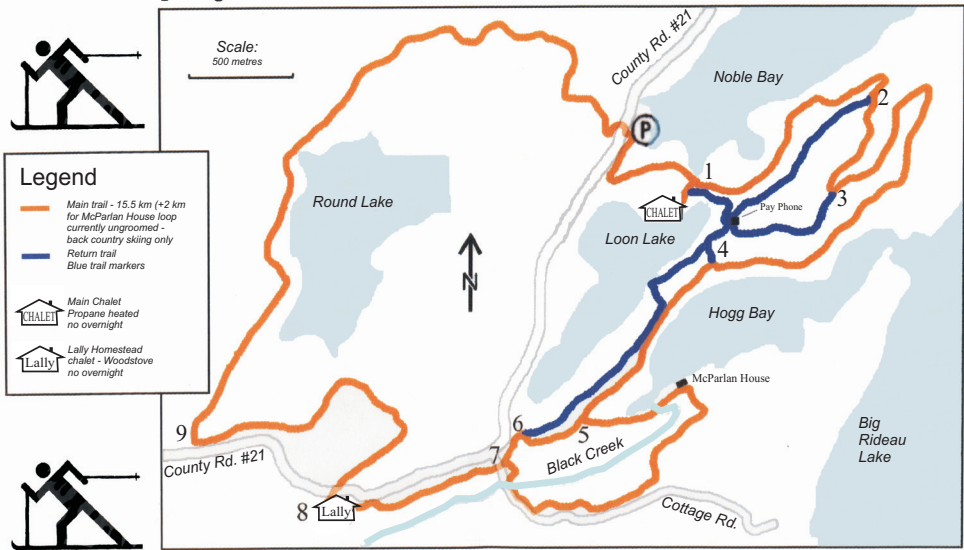 Scale:
500 metres
County Rd. #21
Noble Bay
P
2
1
3
CHALET
Pay Phone
Round Lake
Loon Lake
4
N
Hogg Bay
McParlan House
9
6
5
7
Black Creek
Big
Rideau
Lake
County Rd. #21
8
Lally
Cottage Rd.
Legend
Main trail - 15.5 km (+2 km
for McParlan House loop
currently ungroomed -
back country skiing only
Return trail
Blue trail markers
CHALET
Main Chalet
Propane heated
no overnight
Lally
Lally Homestead
chalet - Woodstove
no overnight